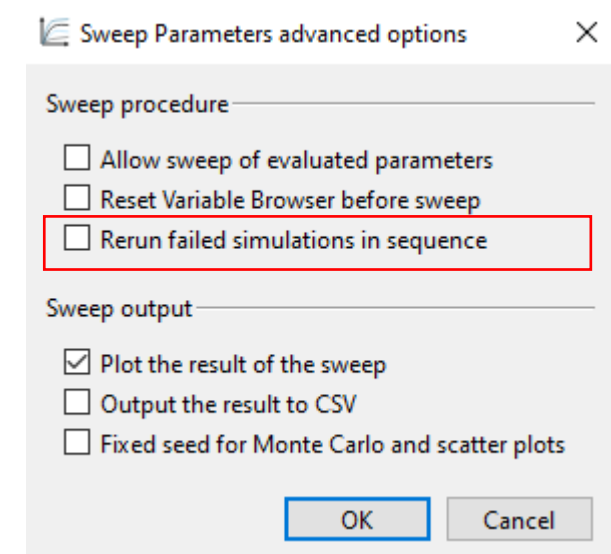 Sweep Parameters advanced options
Sweep procedure
Allow sweep of evaluated parameters
Reset Variable Browser before sweep
Rerun failed simulations in sequence
Sweep output
Plot the result of the sweep
Output the result to CSV
Fixed seed for Monte Carlo and scatter plots
OK Cancel